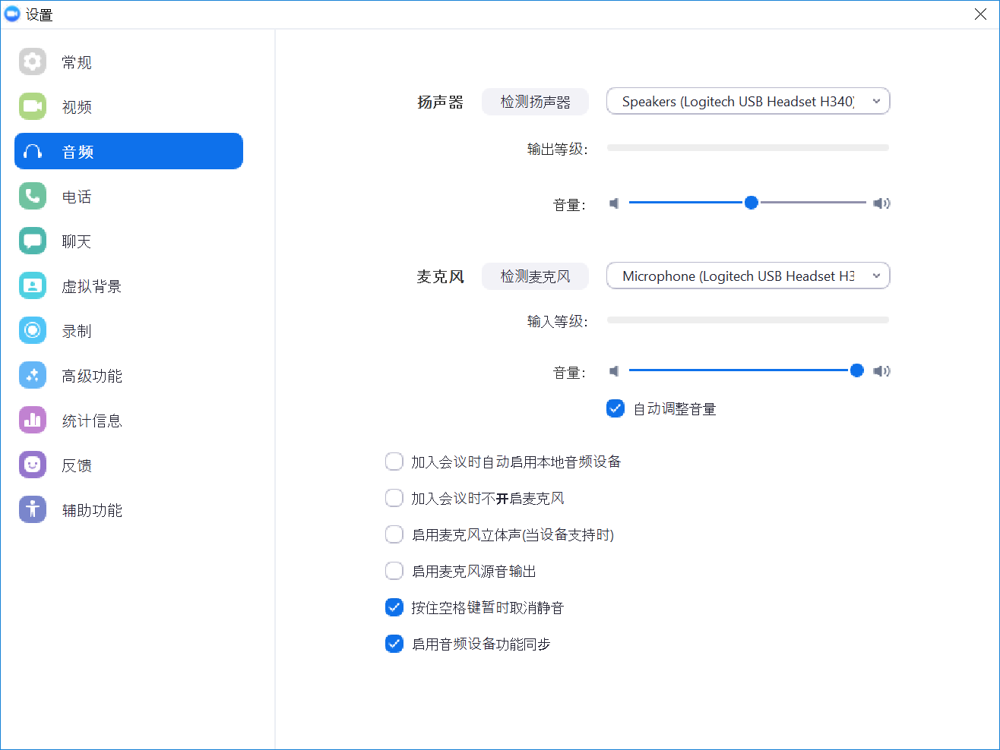 设置
常规
视频
音频
电话
聊天
虚拟背景
录制
高级功能
统计信息
反馈
辅助功能
扬声器 检测扬声器 Speakers (Logitech USB Headset H340)
输出等级:
音量:
麦克风 检测麦克风 Microphone (Logitech USB Headset H3
输入等级:
音量:
自动调整音量
加入会议时自动启用本地音频设备
加入会议时不开启麦克风
启用麦克风立体声(当设备支持时)
启用麦克风源音输出
按住空格键暂时取消静音
启用音频设备功能同步